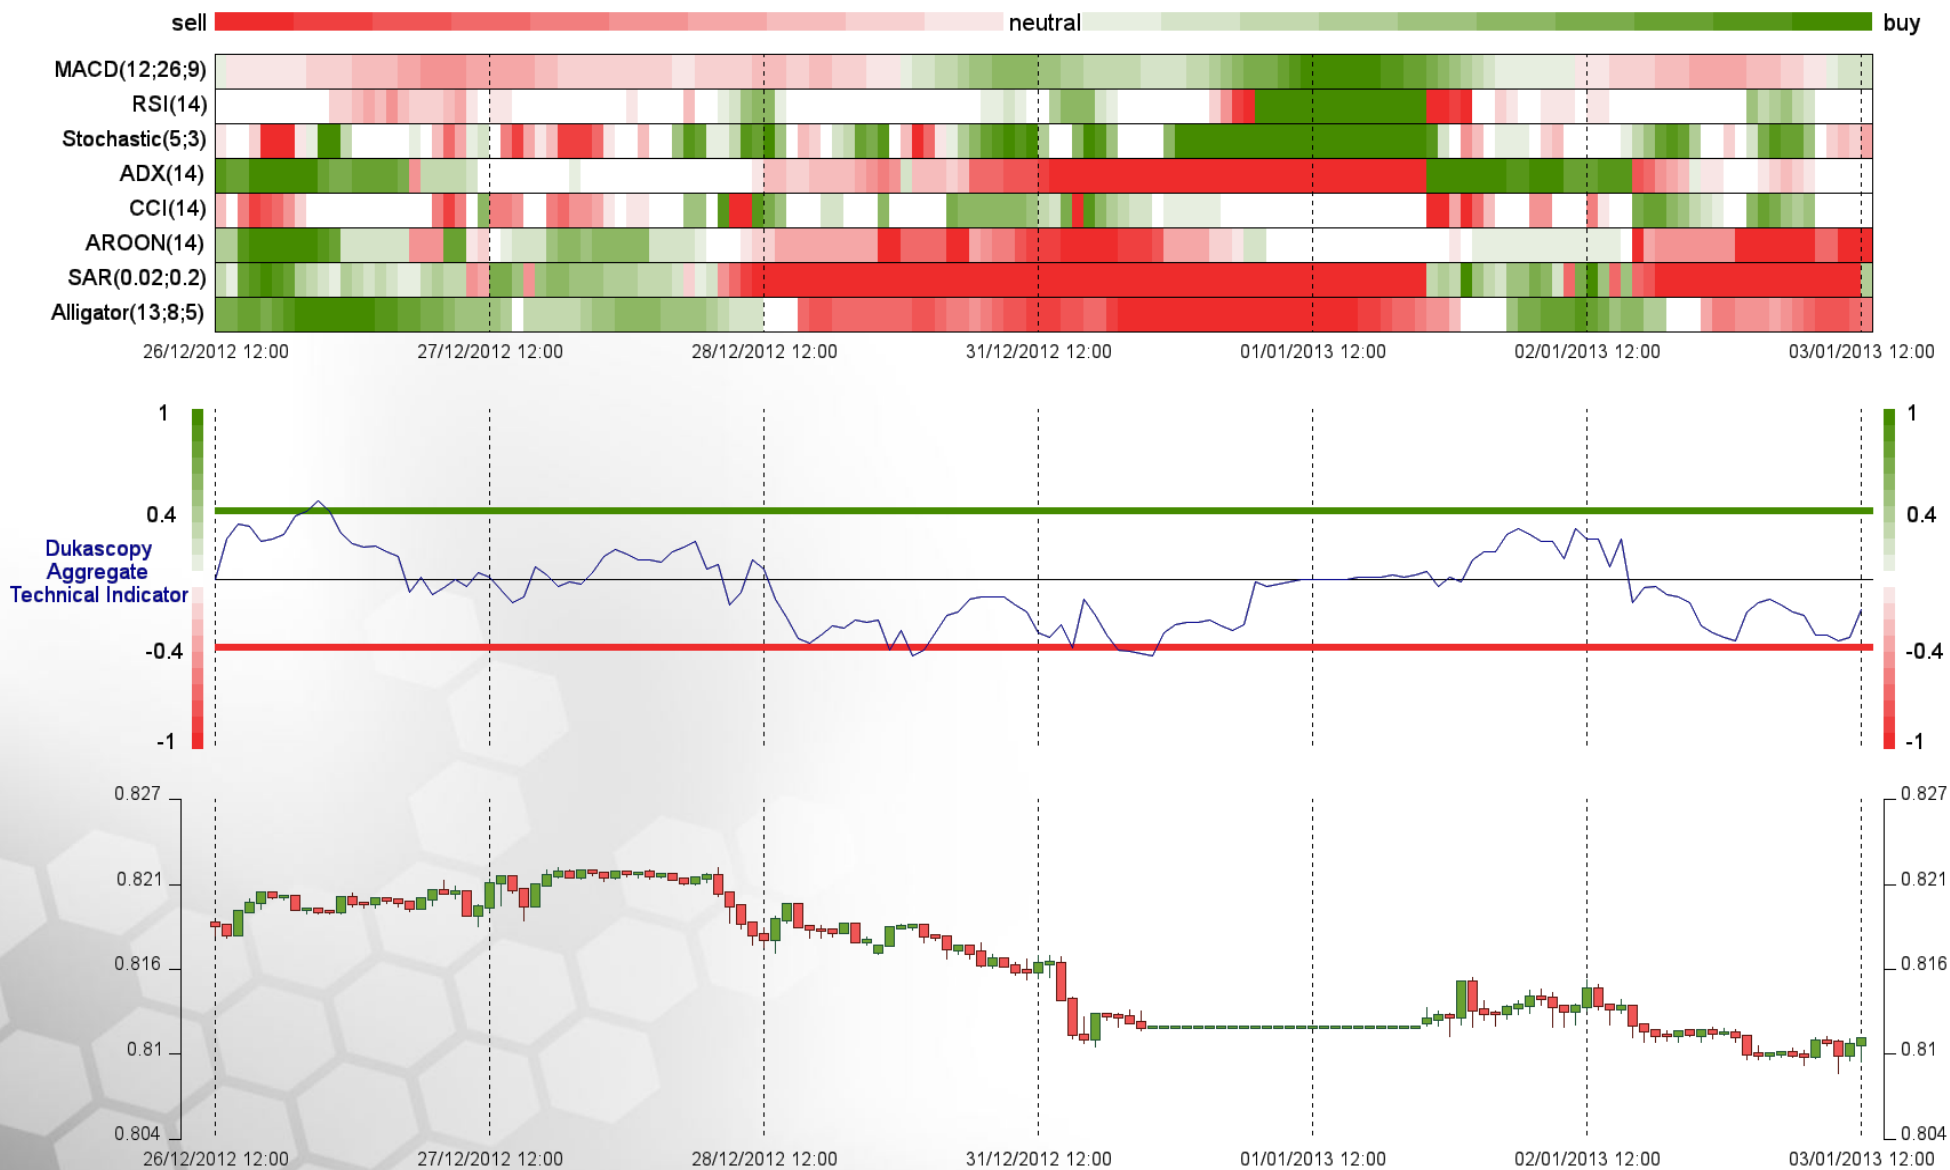 sell neutral buy
MACD(12;26;9)
RSI(14)
Stochastic(5;3)
ADX(14)
CCI(14)
AROON(14)
SAR(0.02;0.2)
Alligator(13;8;5)
26/12/2012 12:00 27/12/2012 12:00 28/12/2012 12:00 31/12/2012 12:00 01/01/2013 12:00 02/01/2013 12:00 03/01/2013 12:00
1 1
0.4 0.4
Dukascopy
Aggregate
Technical Indicator
-0.4 -0.4
-1 -1
0.827 0.827
0.821 0.821
0.816 0.816
0.81 0.81
0.804 0.804
26/12/2012 12:00 27/12/2012 12:00 28/12/2012 12:00 31/12/2012 12:00 01/01/2013 12:00 02/01/2013 12:00 03/01/2013 12:00